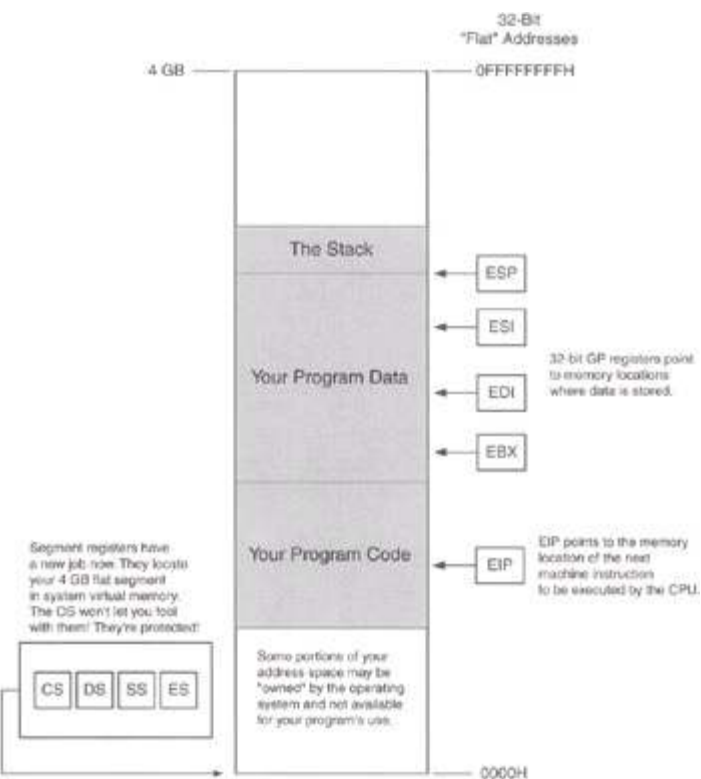 32-Bit
"Flat" Addresses
4 GB
0FFFFFFFFH
The Stack
ESP
ESI
Your Program Data
32-bit GP registers point
to memory locations
where data is stored.
EDI
EBX
Segment registers have
a new job now. They locate
your 4 GB flat segment
in system virtual memory.
The OS won't let you fool
with them! They're protected!
Your Program Code
EIP
EIP points to the memory
location of the next
machine instruction
to be executed by the CPU.
CS DS SS ES
Some portions of your
address space may be
"owned" by the operating
system and not available
for your program's use.
0000H